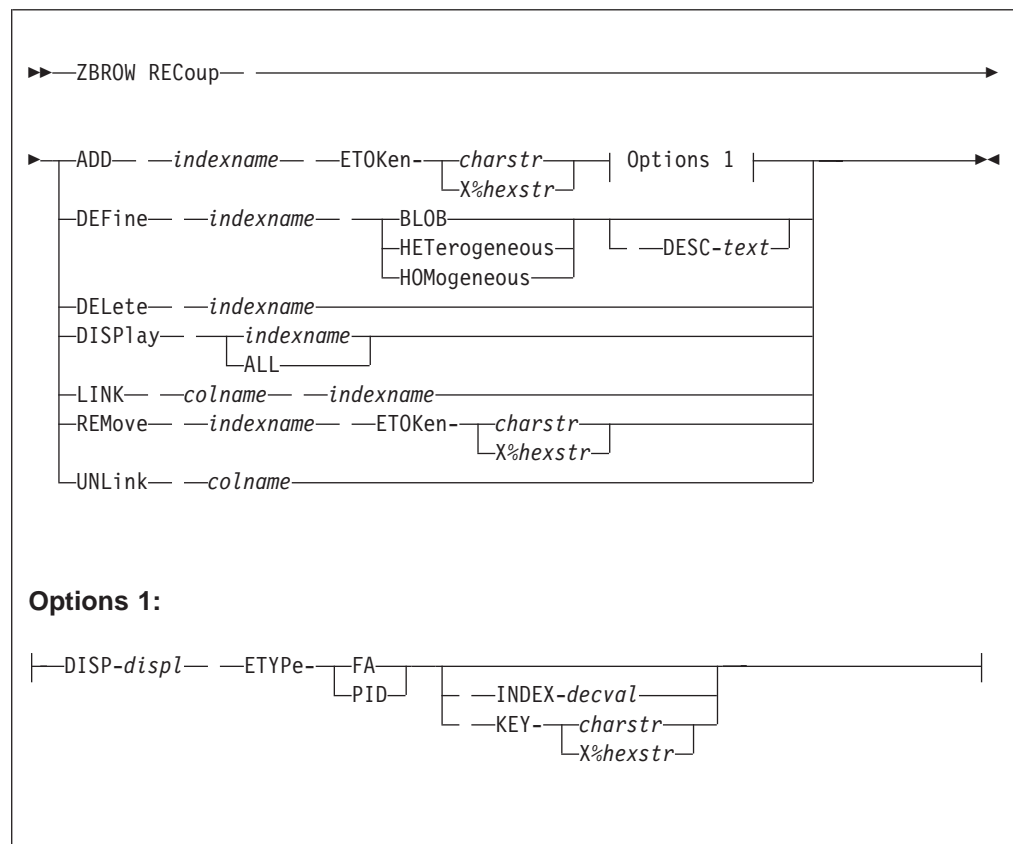 ZBROW RECoup
ADD indexname ETOKen- charstr Options 1
X%hexstr
DEFine indexname BLOB
HETerogeneous DESC-text
HOMogeneous
DELete indexname
DISPlay indexname
ALL
LINK colname indexname
REMove indexname ETOKen- charstr
X%hexstr
UNLink colname
Options 1:
DISP-displ ETYPe- FA
PID INDEX-decval
KEY- charstr
X%hexstr